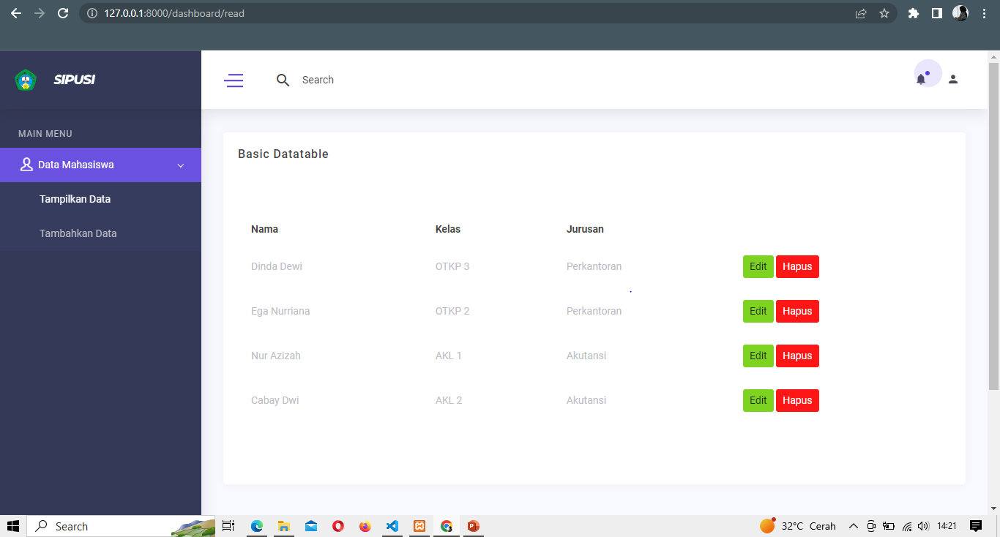 127.0.0.1:8000/dashboard/read
SIPUSI
Search
MAIN MENU
Data Mahasiswa
Tampilkan Data
Tambahkan Data
Basic Datatable
Nama Kelas Jurusan
Dinda Dewi OTKP 3 Perkantoran Edit Hapus
Ega Nurriana OTKP 2 Perkantoran Edit Hapus
Nur Azizah AKL 1 Akutansi Edit Hapus
Cabay Dwi AKL 2 Akutansi Edit Hapus
Search 32°C Cerah 14:21